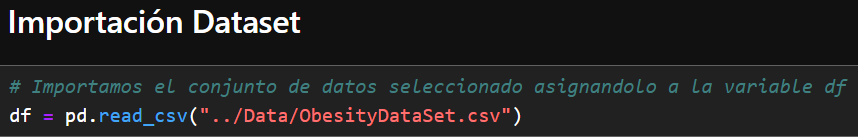 Importación Dataset
# Importamos el conjunto de datos seleccionado asignandolo a la variable df
df = pd.read_csv("../Data/ObesityDataSet.csv")